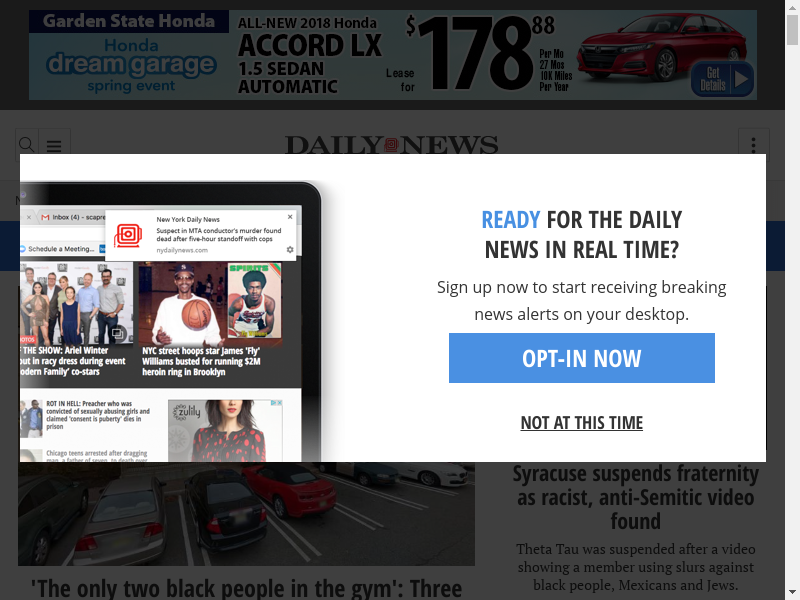 Garden State Honda
Honda
dream garage
spring event
ALL-NEW 2018 Honda
ACCORD LX
1.5 SEDAN
AUTOMATIC
Lease
for
$178.88
Per Mo
27 Mos
10K Miles
Per Year
Get
Details
DAILY NEWS
Inbox (4) - scapre
Schedule a Meeting...
New York Daily News
Suspect in MTA conductor's murder found
dead after five-hour standoff with cops
nydailynews.com
SPIRITS
PHOTOS
THE SHOW: Ariel Winter
out in racy dress during event
odern Family' co-stars
NYC street hoops star James 'Fly'
Williams busted for running $2M
heroin ring in Brooklyn
ROT IN HELL: Preacher who was
convicted of sexually abusing girls and
claimed 'consent is puberty' dies in
prison
Chicago teens arrested after dragging
man, a father of seven, to death over
zulily
READY FOR THE DAILY
NEWS IN REAL TIME?
Sign up now to start receiving breaking
news alerts on your desktop.
OPT-IN NOW
NOT AT THIS TIME
Syracuse suspends fraternity
as racist, anti-Semitic video
found
Theta Tau was suspended after a video
showing a member using slurs against
black people, Mexicans and Jews.
'The only two black people in the gym': Three